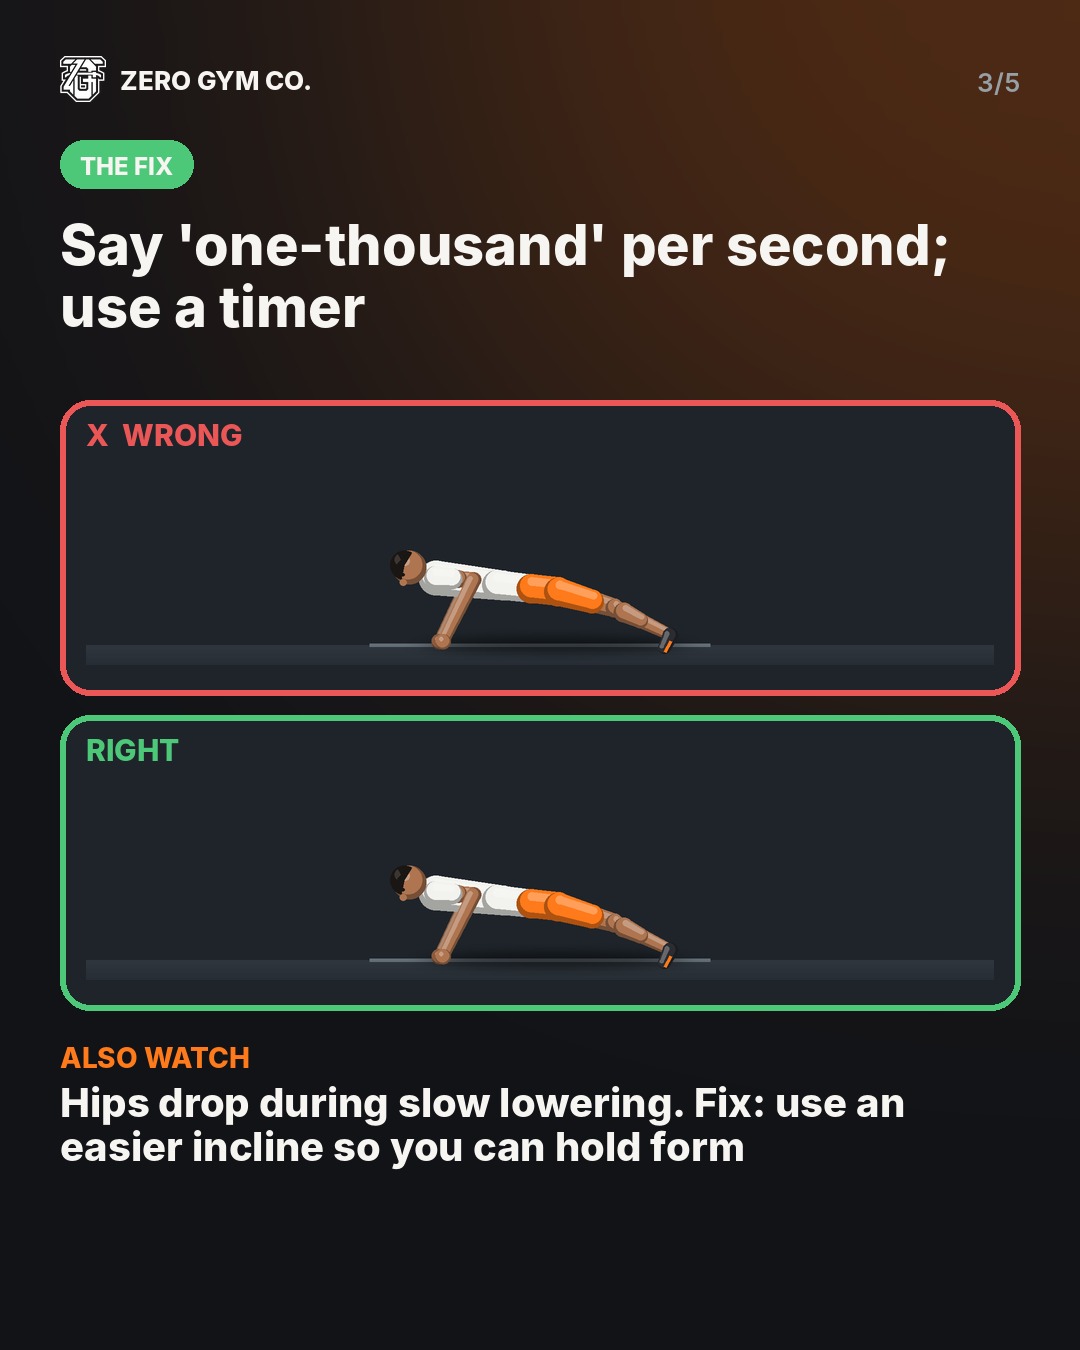 ZERO GYM CO.
3/5
THE FIX
Say 'one-thousand' per second;
use a timer
X WRONG
RIGHT
ALSO WATCH
Hips drop during slow lowering. Fix: use an
easier incline so you can hold form